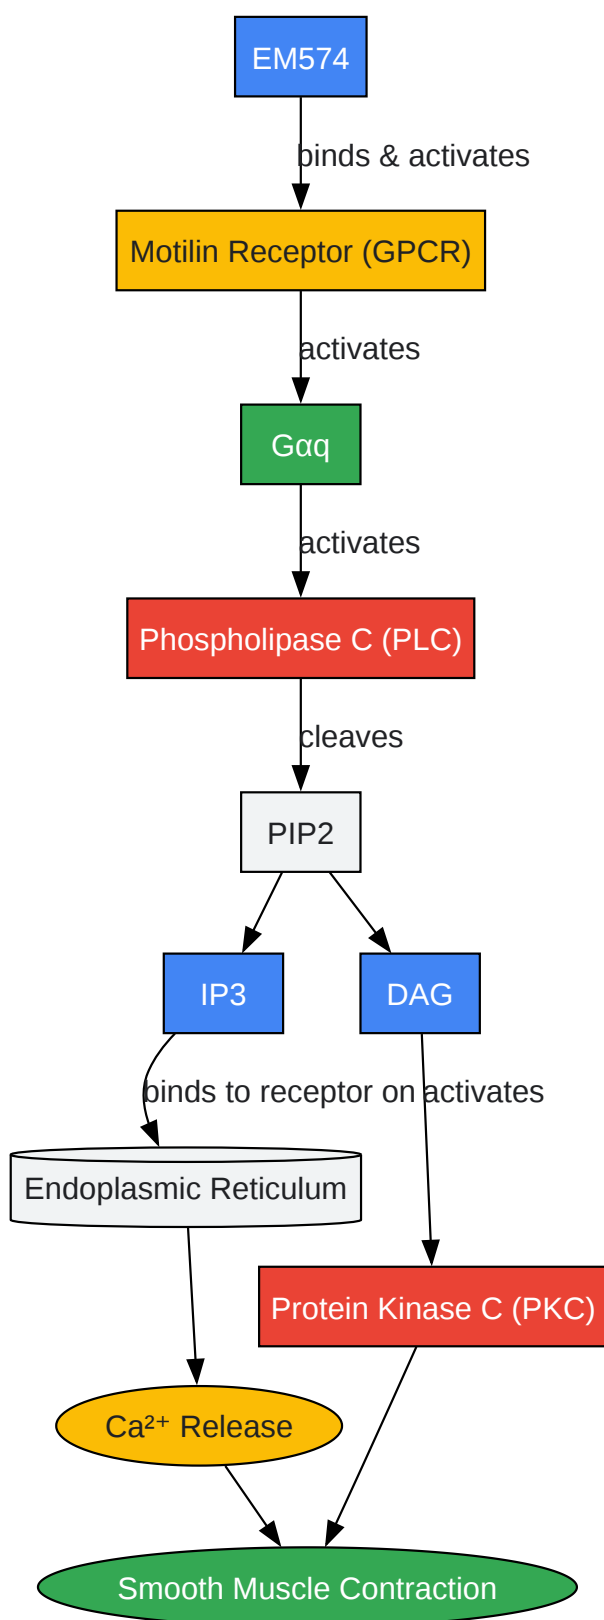 EM574
binds & activates
Motilin Receptor (GPCR)
activates
Gαq
activates
Phospholipase C (PLC)
cleaves
PIP2
IP3
DAG
binds to receptor on
activates
Endoplasmic Reticulum
Protein Kinase C (PKC)
Ca²⁺ Release
Smooth Muscle Contraction